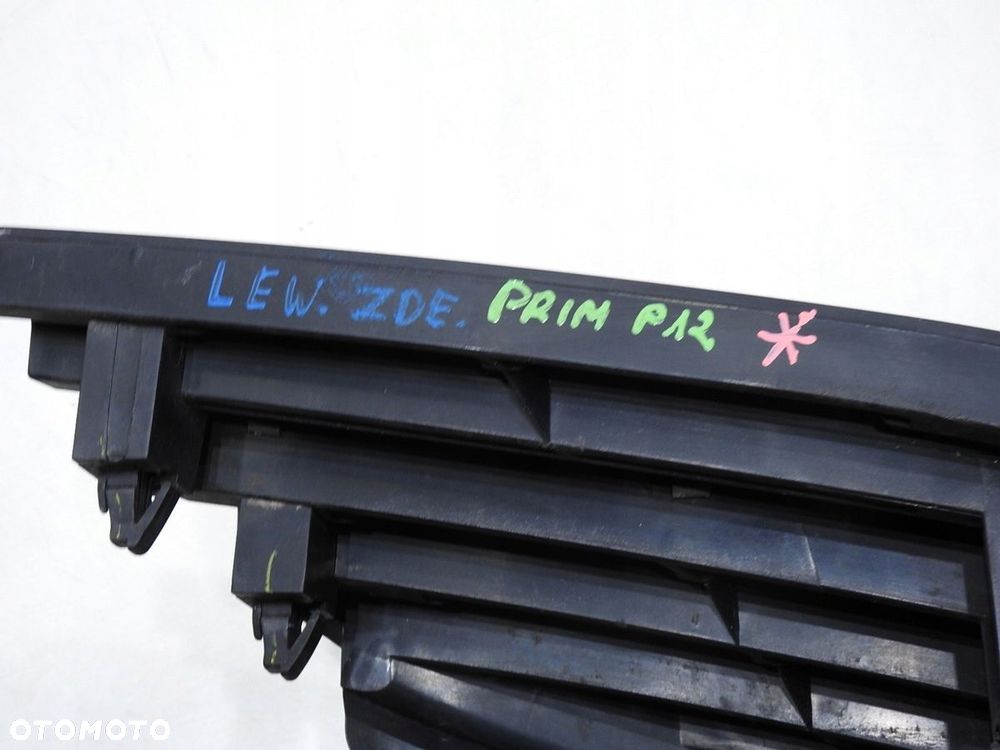 LEW. ZDE. PRIM P12 *
OTOMOTO